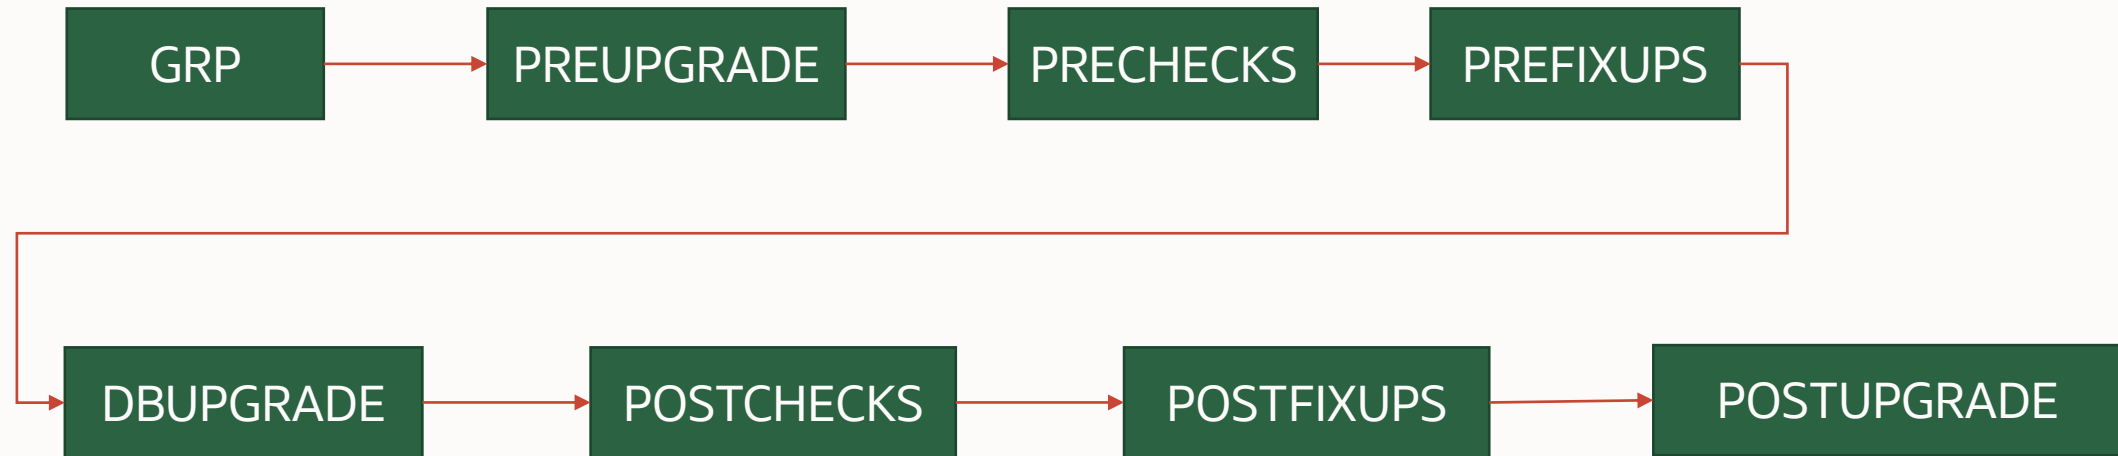 GRP
PREUPGRADE
PRECHECKS
PREFIXUPS
DBUPGRADE
POSTCHECKS
POSTFIXUPS
POSTUPGRADE